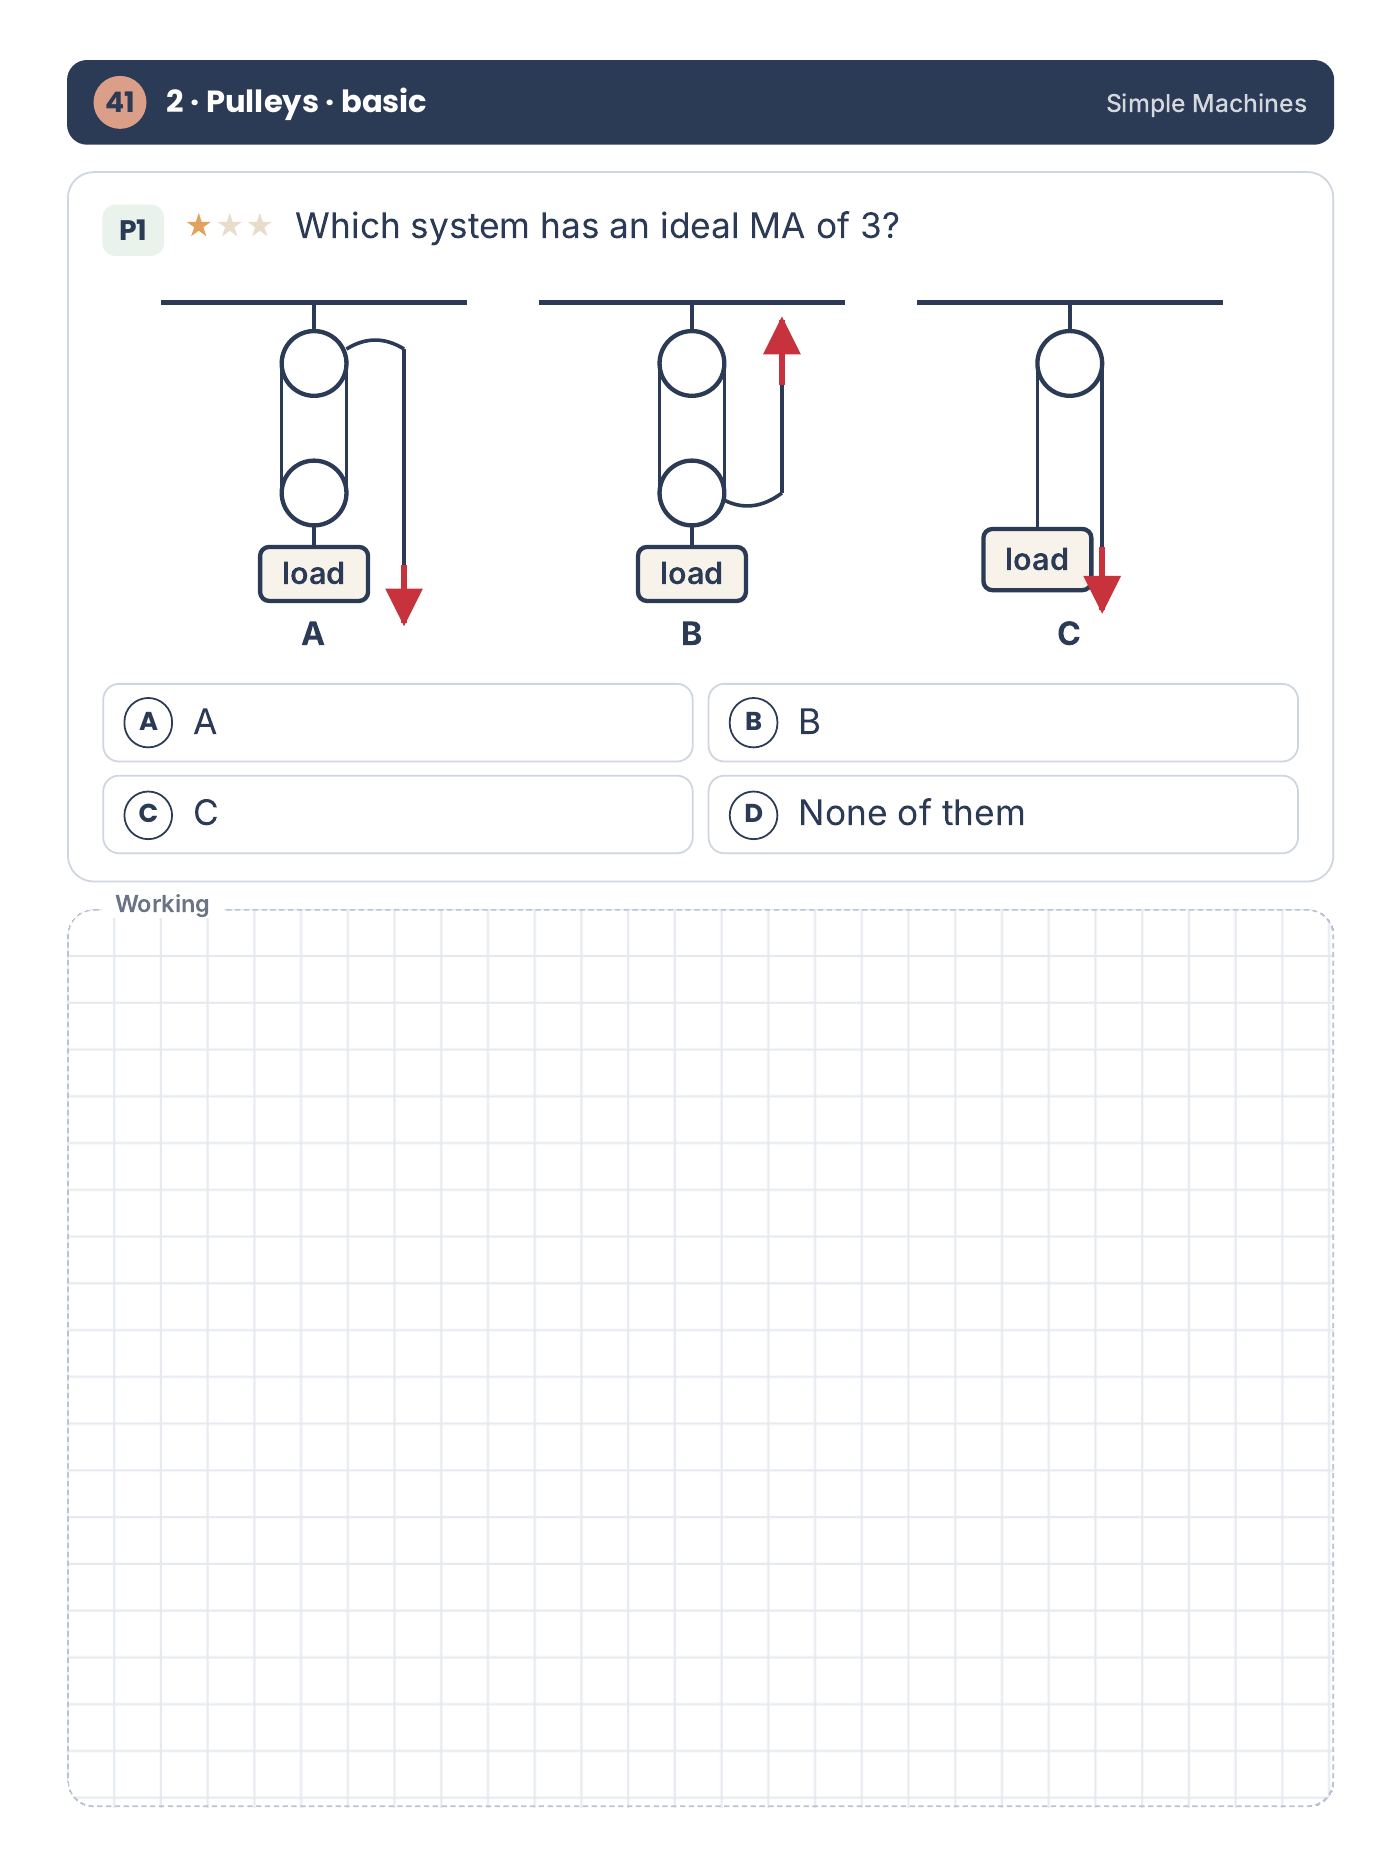 41 2 · Pulleys · basic Simple Machines
P1 ★★★ Which system has an ideal MA of 3?
load load load
A B C
A A B B
C C D None of them
Working